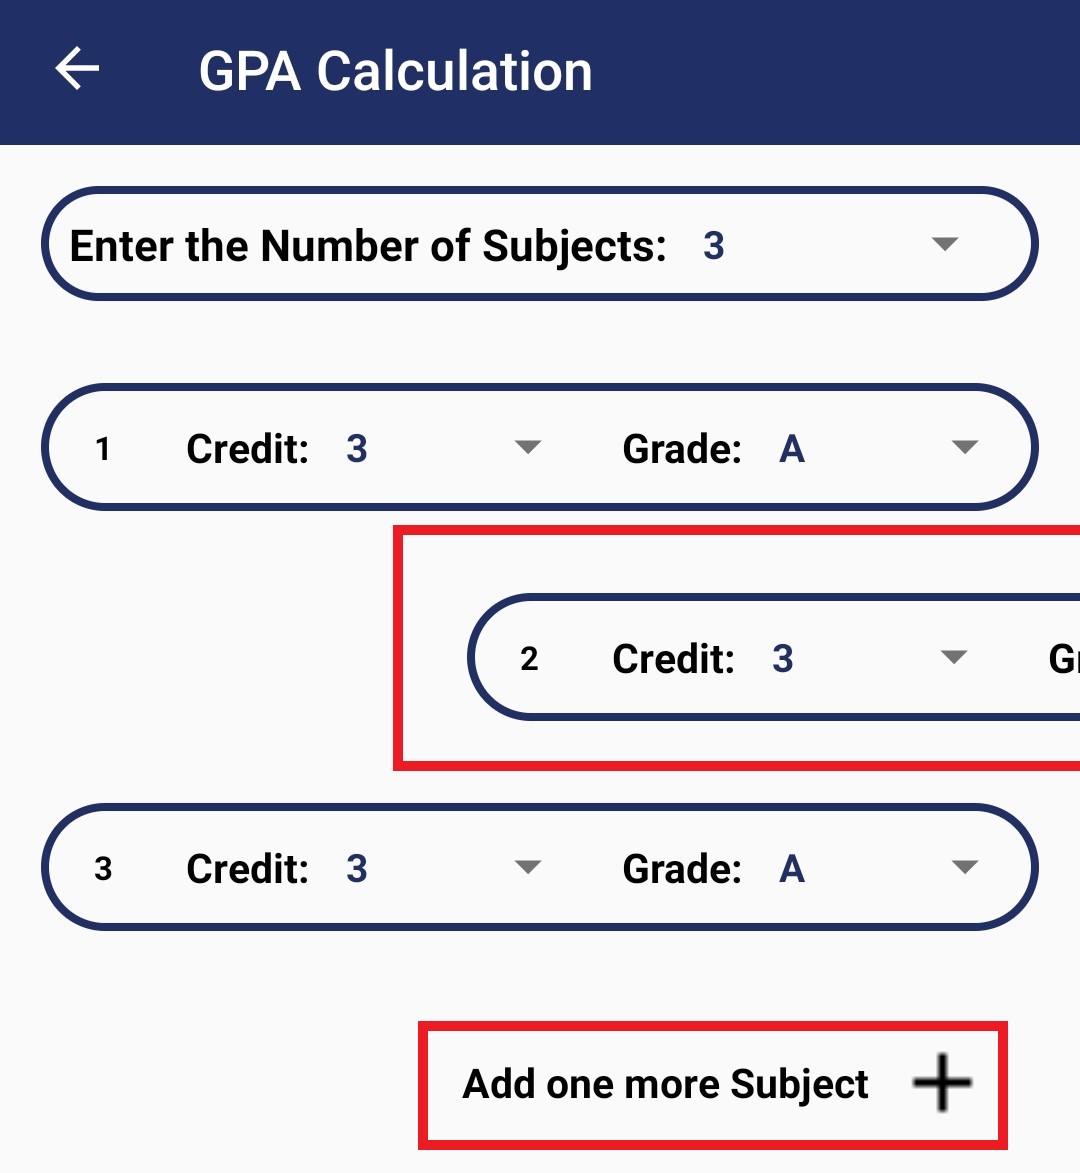 GPA Calculation
Enter the Number of Subjects: 3
1 Credit: 3 Grade: A
2 Credit: 3
3 Credit: 3 Grade: A
Add one more Subject +